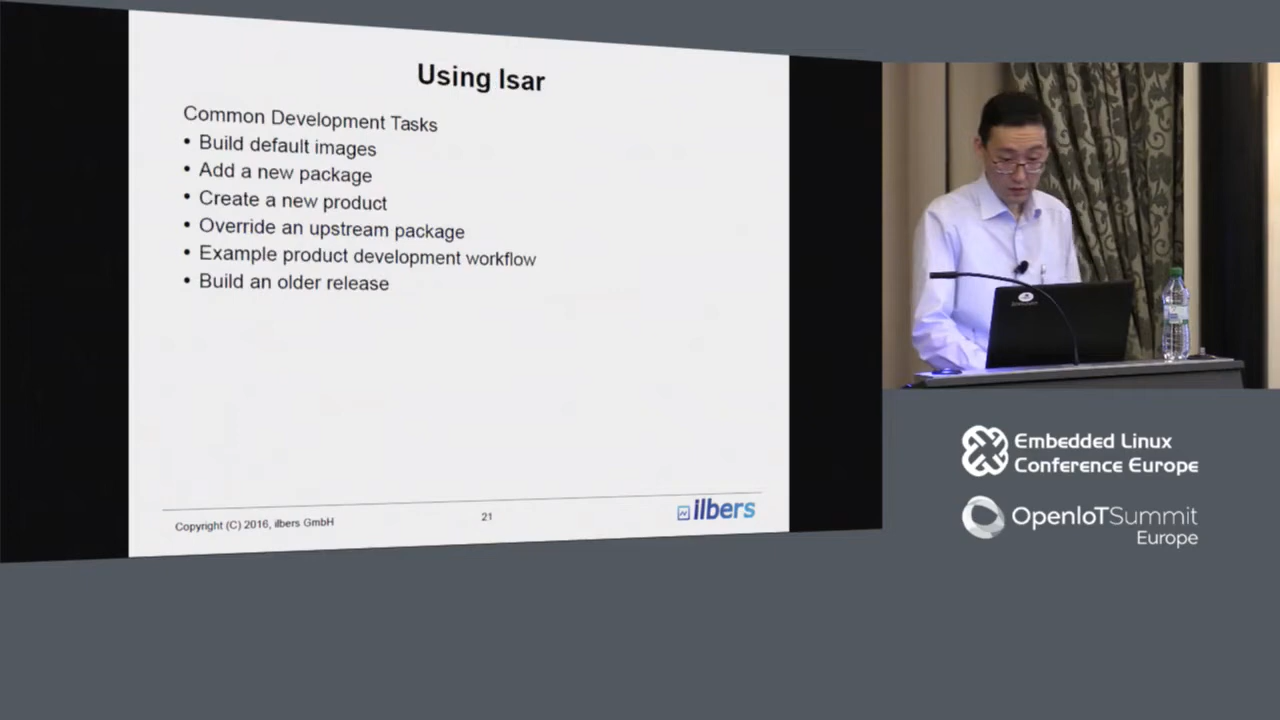 Using Isar
Common Development Tasks
• Build default images
• Add a new package
• Create a new product
• Override an upstream package
• Example product development workflow
• Build an older release
Copyright (C) 2016, ilbers GmbH
21
ilbers
Embedded Linux
Conference Europe
OpenIoTSummit
Europe